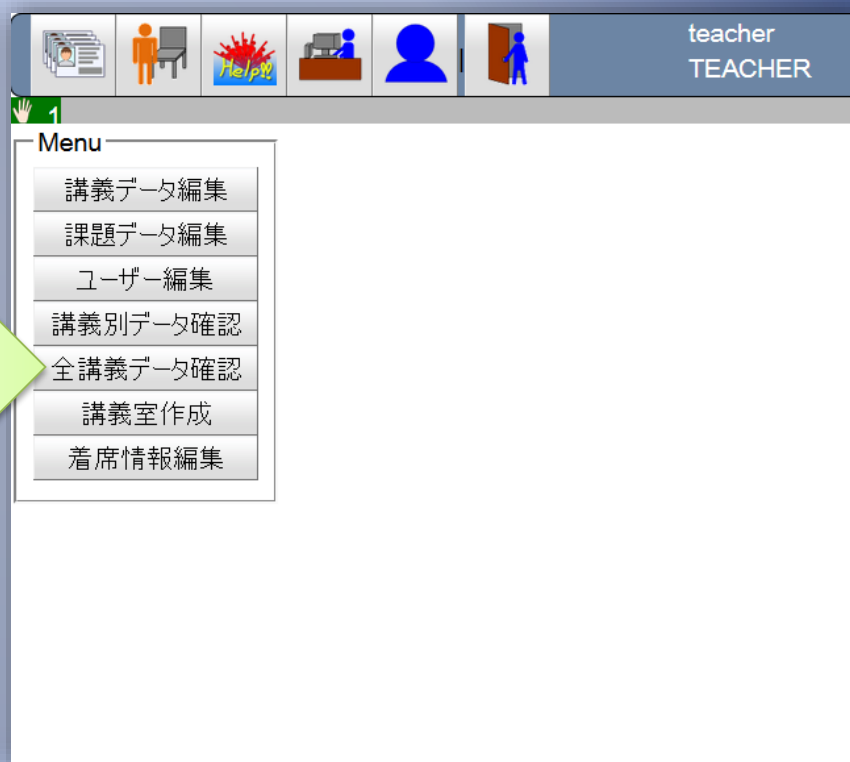 Help!!
teacher
TEACHER
1
Menu
講義データ編集
課題データ編集
ユーザー編集
講義別データ確認
全講義データ確認
講義室作成
着席情報編集